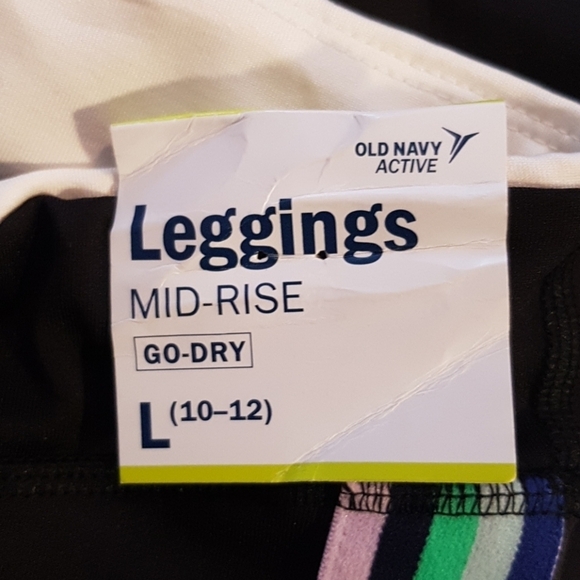 OLD NAVY
ACTIVE
Leggings
MID-RISE
GO-DRY
L (10–12)